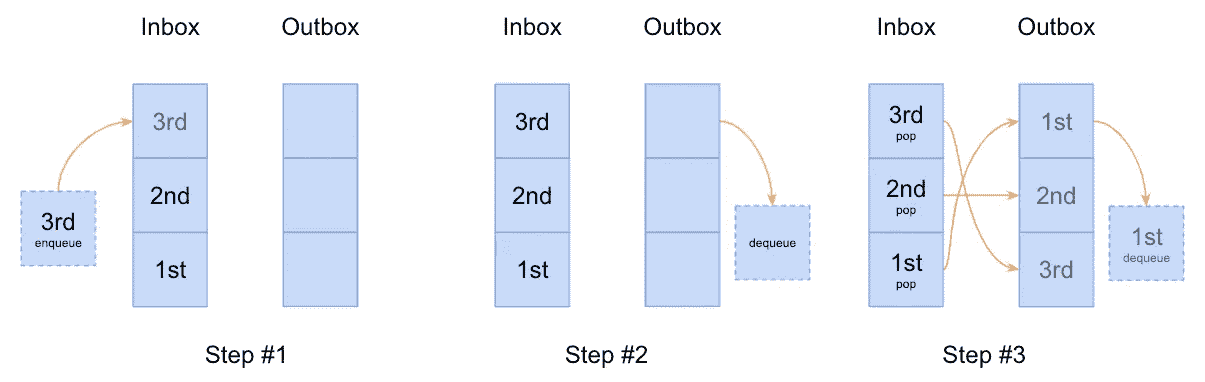 Inbox
Outbox
3rd
2nd
1st
3rd
enqueue
Step #1
Inbox
Outbox
3rd
2nd
1st
dequeue
Step #2
Inbox
Outbox
3rd
pop
2nd
pop
1st
pop
1st
2nd
3rd
1st
dequeue
Step #3